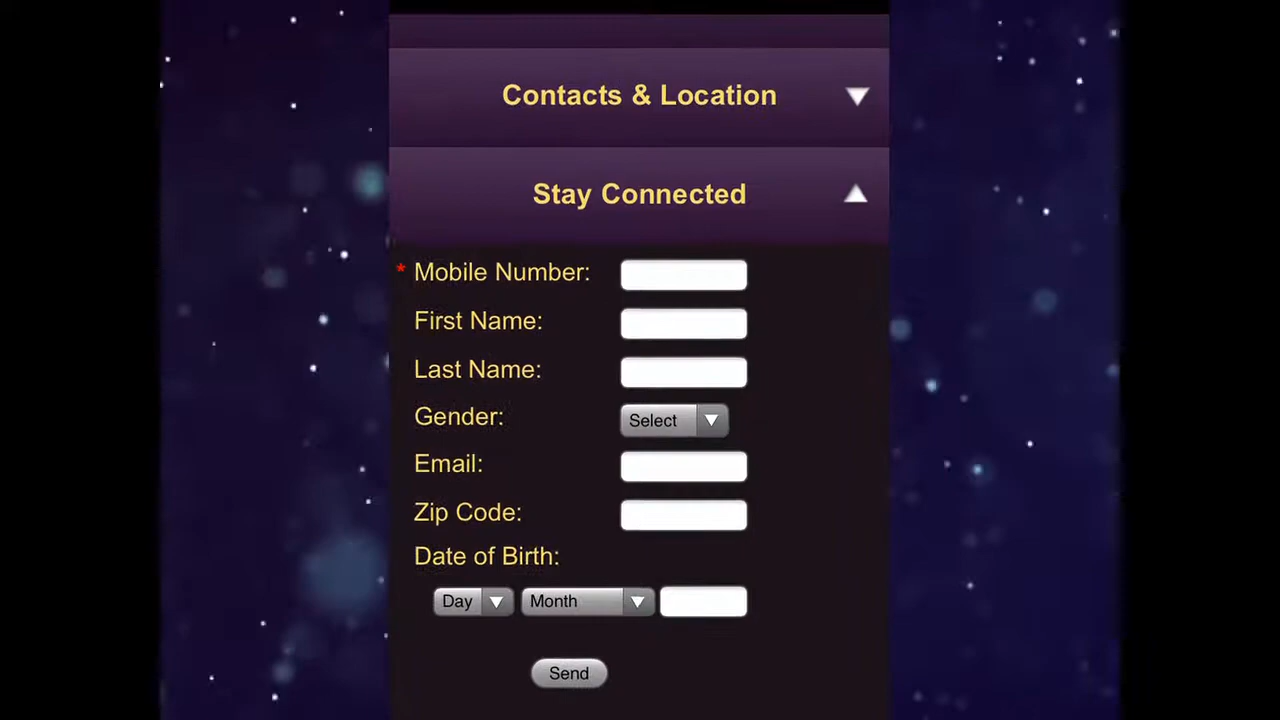 Contacts & Location
Stay Connected
* Mobile Number:
First Name:
Last Name:
Gender: Select
Email:
Zip Code:
Date of Birth:
Day Month
Send